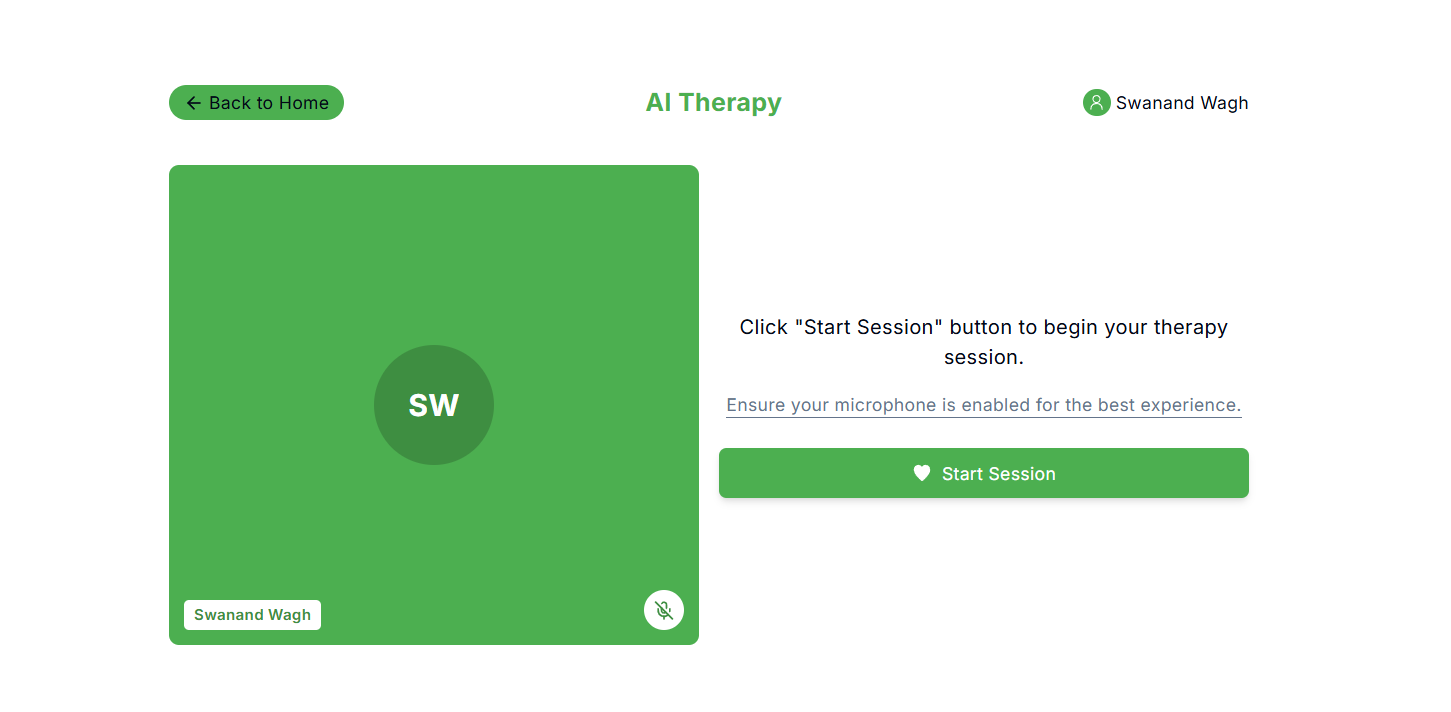 Back to Home
AI Therapy
Swanand Wagh
SW
Swanand Wagh
Click "Start Session" button to begin your therapy
session.
Ensure your microphone is enabled for the best experience.
Start Session